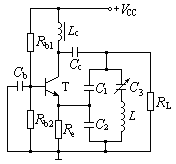 +V_CC
L_c
R_b1
C_c
C_b
T
C_1
C_3
R_L
R_b2
R_e
C_2
L